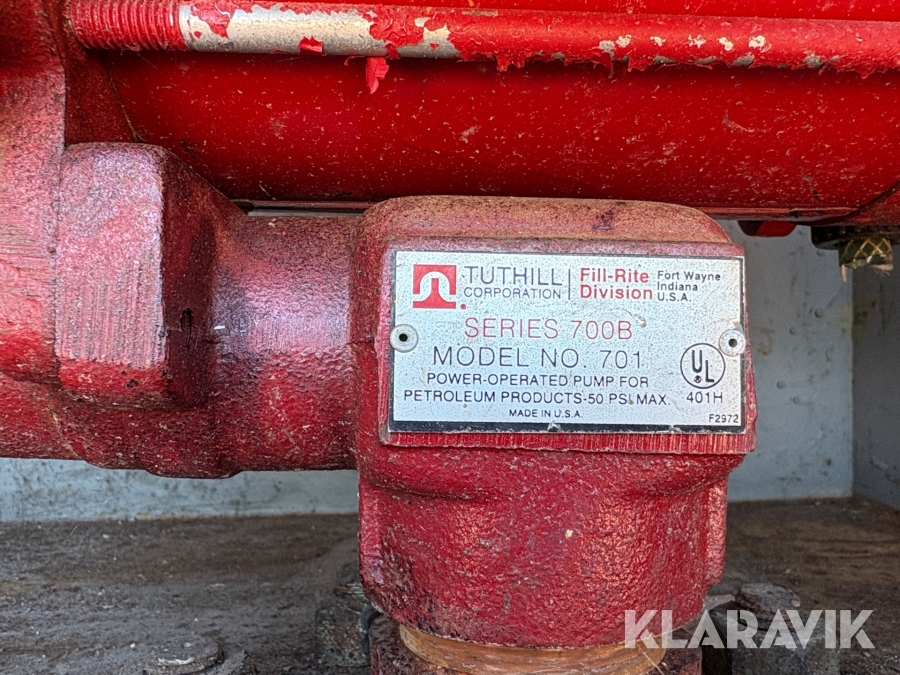 TUTHILL CORPORATION
Fill-Rite Division
Fort Wayne Indiana U.S.A.
SERIES 700B
MODEL NO. 701
POWER-OPERATED PUMP FOR
PETROLEUM PRODUCTS-50 PSI MAX.
MADE IN U.S.A.
UL
401H
F2972
KLARAVIK